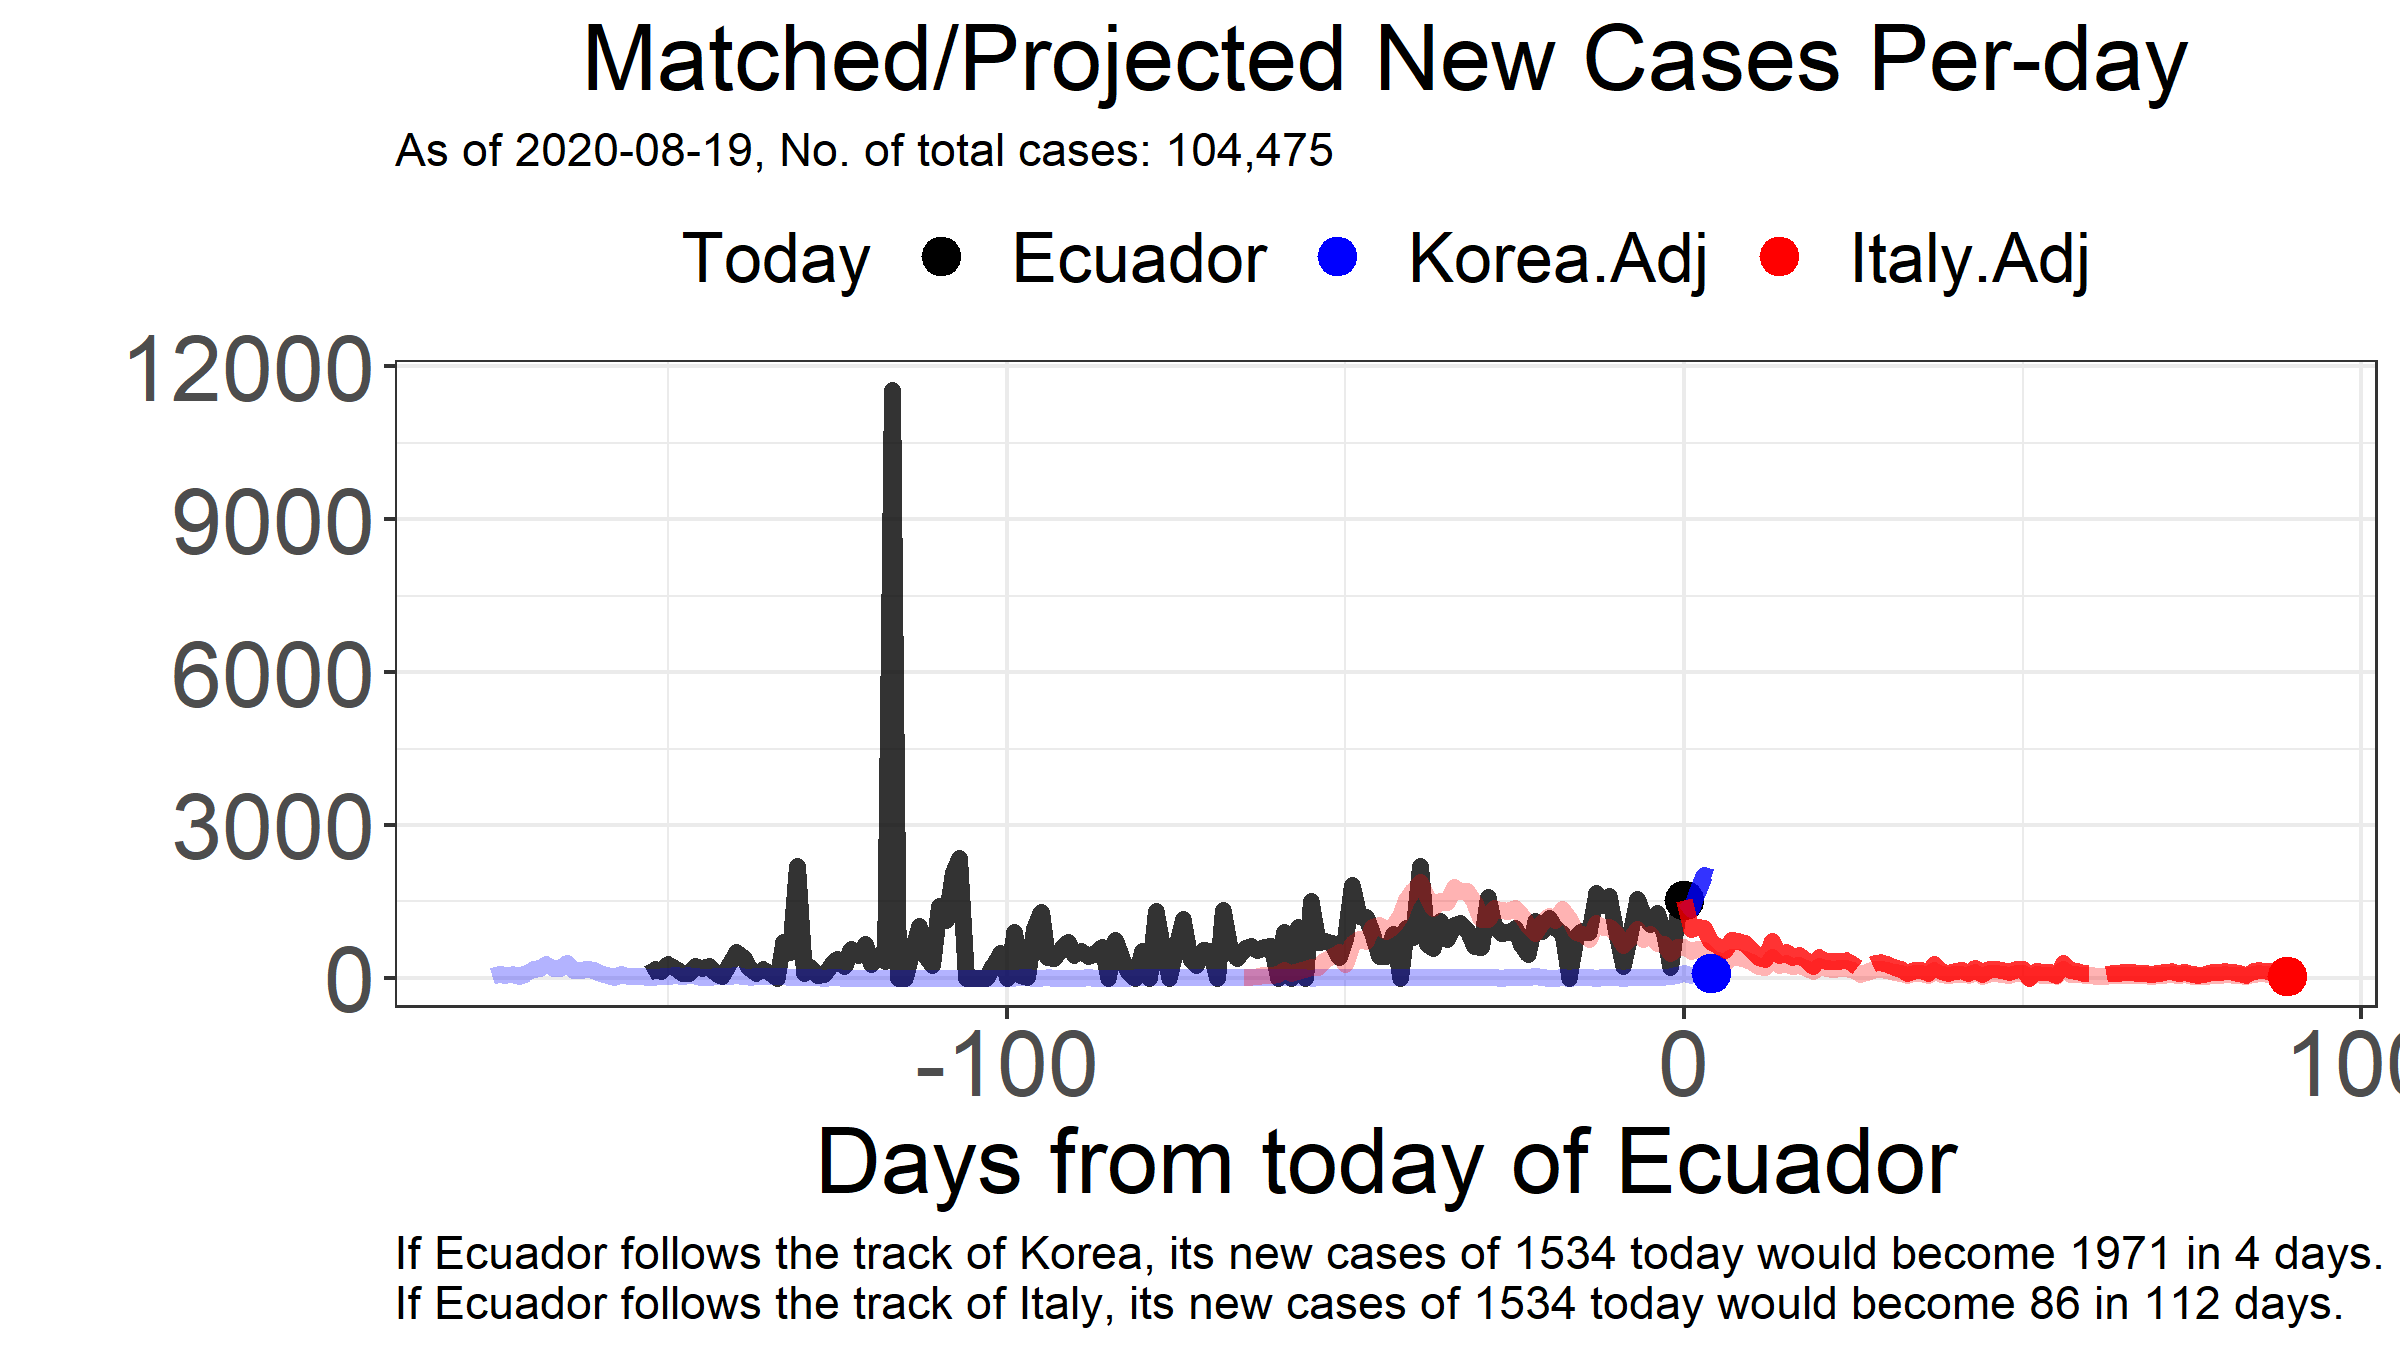 Matched/Projected New Cases Per-day
As of 2020-08-19, No. of total cases: 104,475
Today Ecuador Korea.Adj Italy.Adj
12000
9000
6000
3000
0
-100 0 100
Days from today of Ecuador
If Ecuador follows the track of Korea, its new cases of 1534 today would become 1971 in 4 days.
If Ecuador follows the track of Italy, its new cases of 1534 today would become 86 in 112 days.